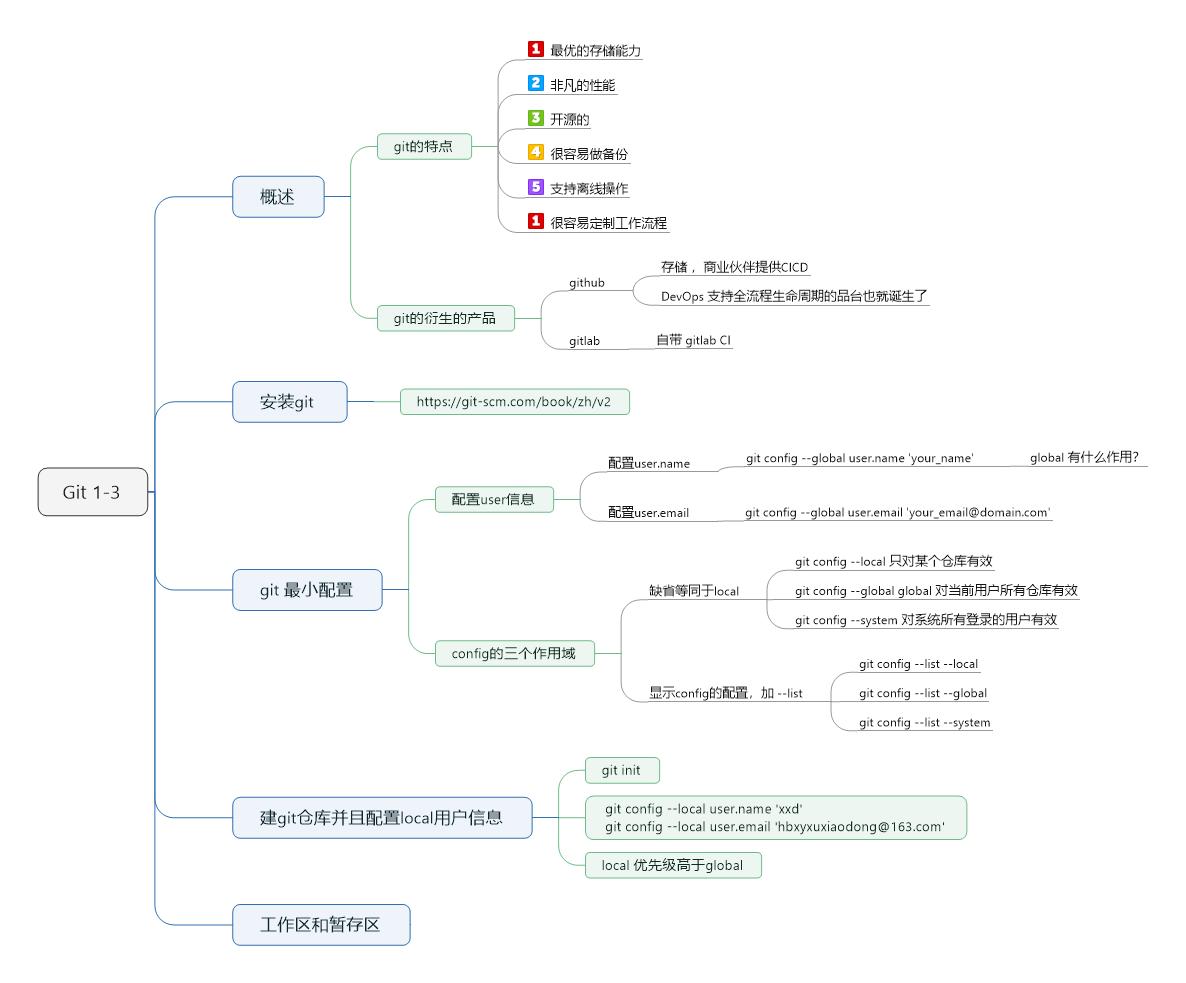 Git 1-3
概述
git的特点
1 最优的存储能力
2 非凡的性能
3 开源的
4 很容易做备份
5 支持离线操作
1 很容易定制工作流程
git的衍生的产品
github
存储 ，商业伙伴提供CICD
DevOps 支持全流程生命周期的品台也就诞生了
gitlab
自带 gitlab CI
安装git
https://git-scm.com/book/zh/v2
git 最小配置
配置user信息
配置user.name
git config --global user.name 'your_name'
global 有什么作用？
配置user.email
git config --global user.email 'your_email@domain.com'
config的三个作用域
缺省等同于local
git config --local 只对某个仓库有效
git config --global global 对当前用户所有仓库有效
git config --system 对系统所有登录的用户有效
显示config的配置，加 --list
git config --list --local
git config --list --global
git config --list --system
建git仓库并且配置local用户信息
git init
git config --local user.name 'xxd'
git config --local user.email 'hbxyxuxiaodong@163.com'
local 优先级高于global
工作区和暂存区